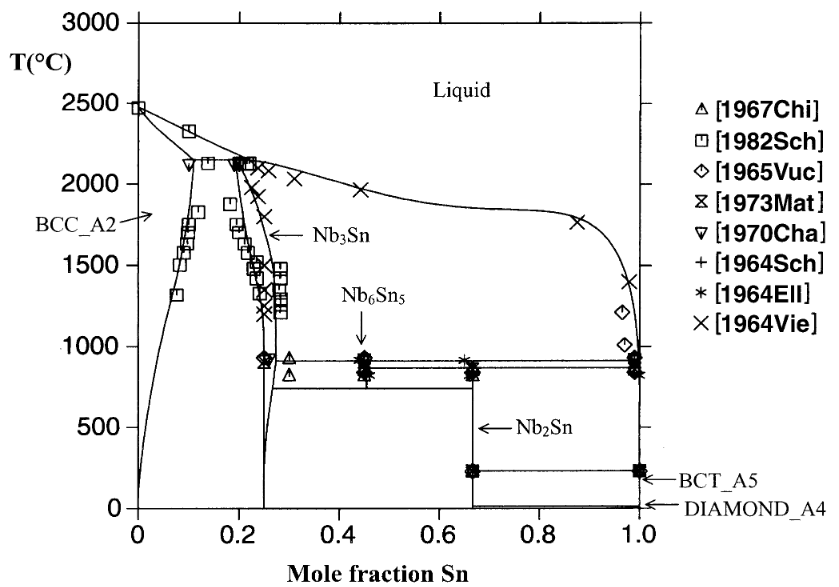 3000
T(°C)
2500
2000
1500
1000
500
0
Liquid
BCC_A2
Nb3Sn
Nb6Sn5
Nb2Sn
BCT_A5
DIAMOND_A4
[1967Chi]
[1982Sch]
[1965Vuc]
[1973Mat]
[1970Cha]
[1964Sch]
[1964Ell]
[1964Vie]
0 0.2 0.4 0.6 0.8 1.0
Mole fraction Sn